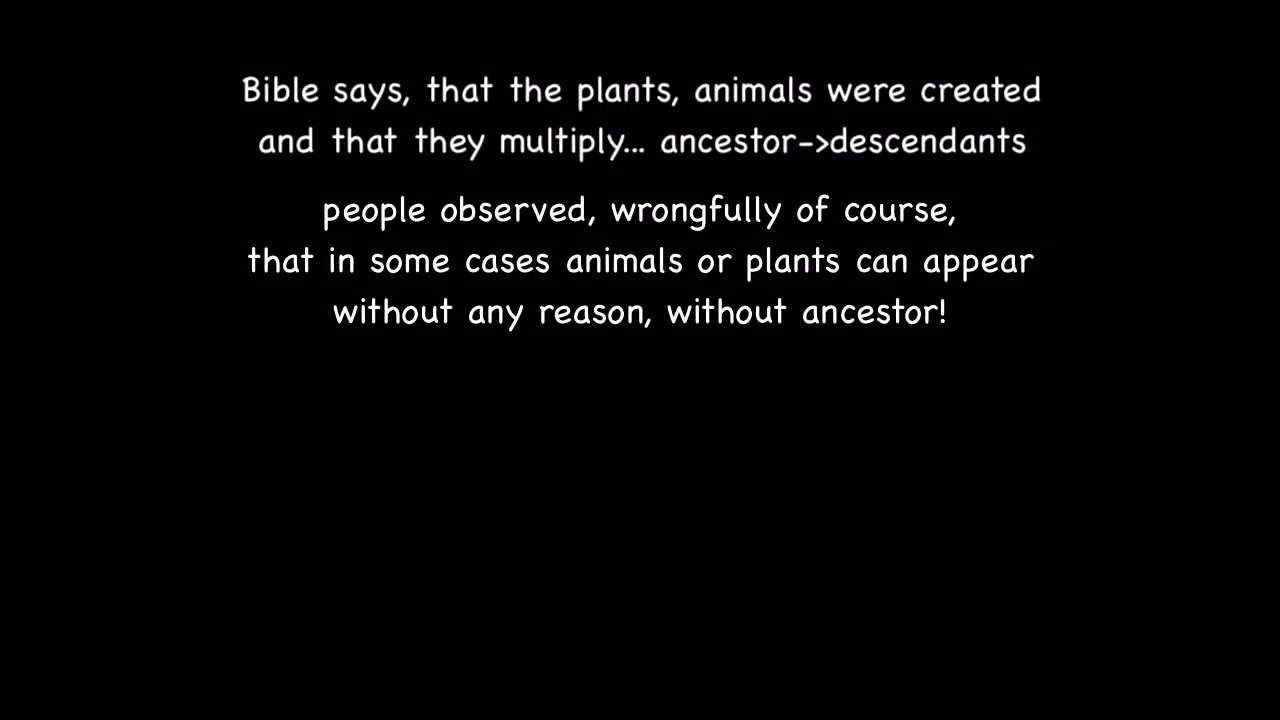 Bible says, that the plants, animals were created
and that they multiply... ancestor->descendants
people observed, wrongfully of course,
that in some cases animals or plants can appear
without any reason, without ancestor!